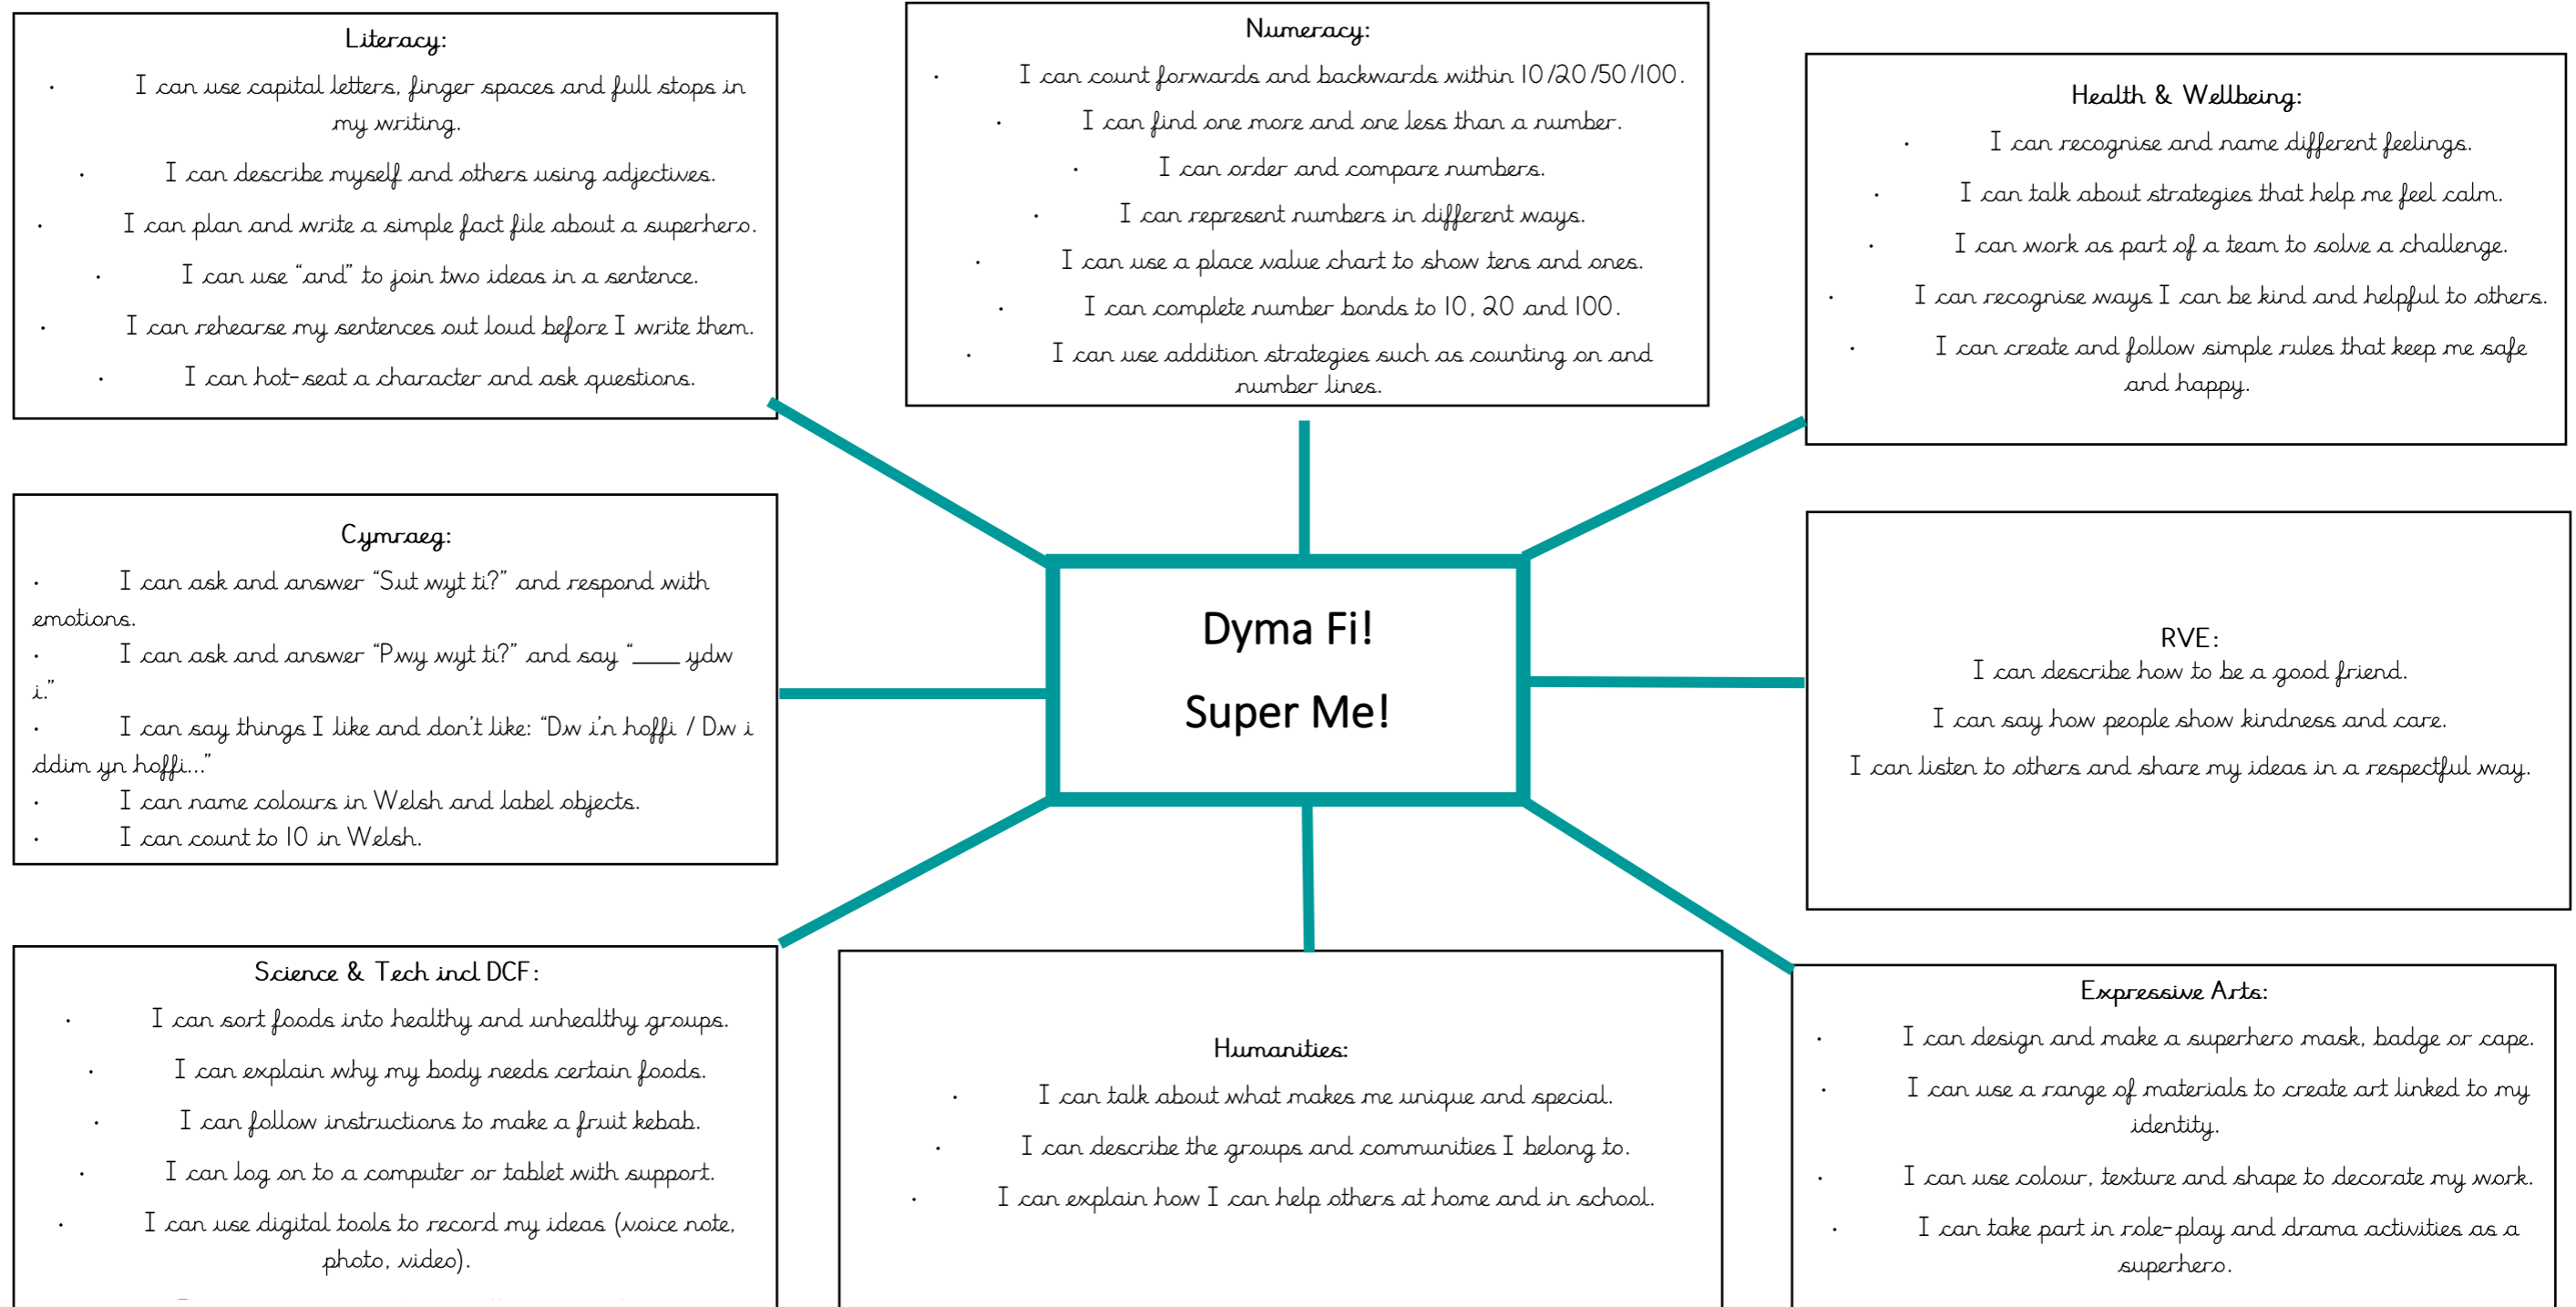 Literacy:
· I can use capital letters, finger spaces and full stops in
my writing.
· I can describe myself and others using adjectives.
· I can plan and write a simple fact file about a superhero.
· I can use “and” to join two ideas in a sentence.
· I can rehearse my sentences out loud before I write them.
· I can hot-seat a character and ask questions.
Numeracy:
· I can count forwards and backwards within 10/20/50/100.
· I can find one more and one less than a number.
· I can order and compare numbers.
· I can represent numbers in different ways.
· I can use a place value chart to show tens and ones.
· I can complete number bonds to 10, 20 and 100.
· I can use addition strategies such as counting on and
number lines.
Health & Wellbeing:
· I can recognise and name different feelings.
· I can talk about strategies that help me feel calm.
· I can work as part of a team to solve a challenge.
· I can recognise ways I can be kind and helpful to others.
· I can create and follow simple rules that keep me safe
and happy.
Cymraeg:
· I can ask and answer “Sut wyt ti?” and respond with
emotions.
· I can ask and answer “Pwy wyt ti?” and say “____ ydw
i.”
· I can say things I like and don’t like: “Dw i’n hoffi / Dw i
ddim yn hoffi…”
· I can name colours in Welsh and label objects.
· I can count to 10 in Welsh.
Dyma Fi!
Super Me!
RVE:
I can describe how to be a good friend.
I can say how people show kindness and care.
I can listen to others and share my ideas in a respectful way.
Science & Tech incl DCF:
· I can sort foods into healthy and unhealthy groups.
· I can explain why my body needs certain foods.
· I can follow instructions to make a fruit kebab.
· I can log on to a computer or tablet with support.
· I can use digital tools to record my ideas (voice note,
photo, video).
Humanities:
· I can talk about what makes me unique and special.
· I can describe the groups and communities I belong to.
· I can explain how I can help others at home and in school.
Expressive Arts:
· I can design and make a superhero mask, badge or cape.
· I can use a range of materials to create art linked to my
identity.
· I can use colour, texture and shape to decorate my work.
· I can take part in role-play and drama activities as a
superhero.